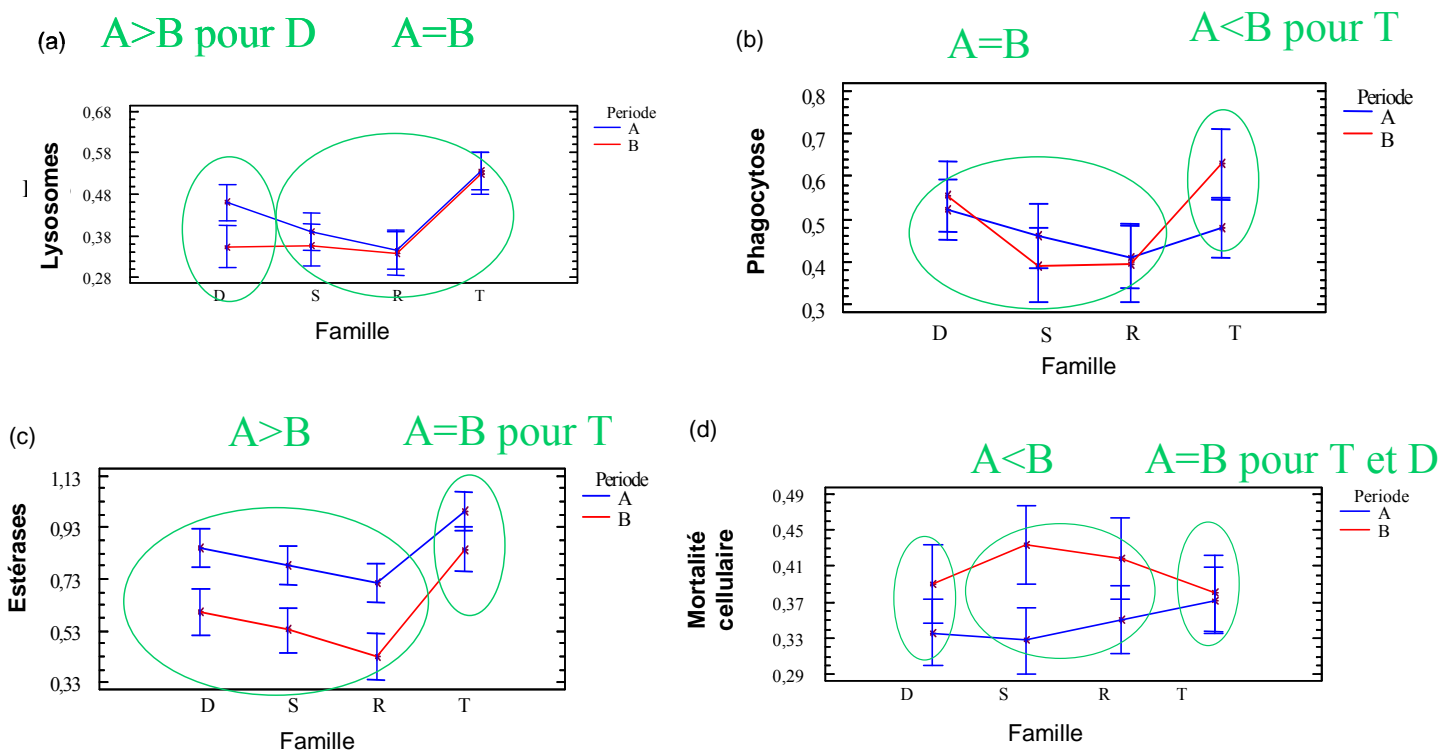 (a) A>B pour D A=B
0,68
0,58
0,48
0,38
0,28
]
Lysosomes
D S R T
Famille
Periode
A
B
(b) A=B A<B pour T
0,8
0,7
0,6
0,5
0,4
0,3
Phagocytose
D S R T
Famille
Periode
A
B
(c) A>B A=B pour T
1,13
0,93
0,73
0,53
0,33
Estérases
D S R T
Famille
Periode
A
B
(d) A<B A=B pour T et D
0,49
0,45
0,41
0,37
0,33
0,29
Mortalité
cellulaire
D S R T
Famille
Periode
A
B